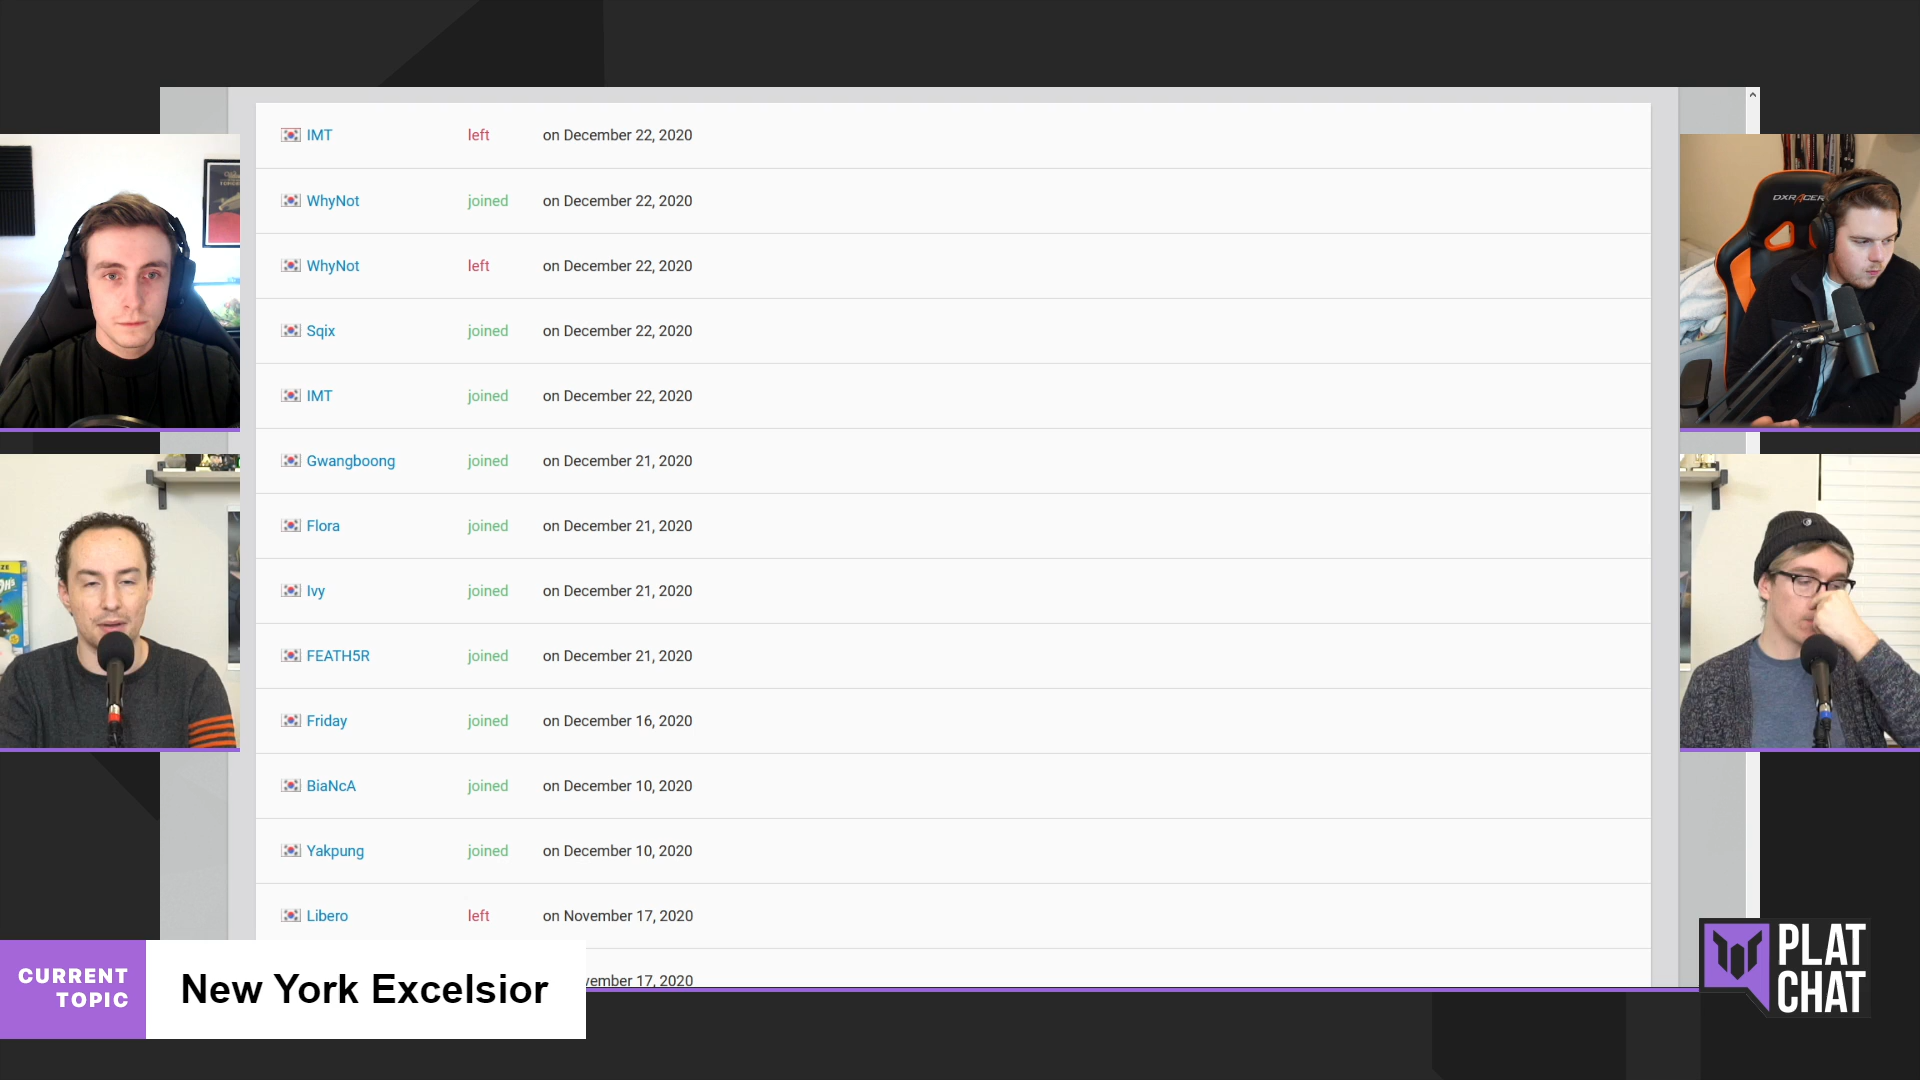 IMT left on December 22, 2020
WhyNot joined on December 22, 2020
WhyNot left on December 22, 2020
Sqix joined on December 22, 2020
IMT joined on December 22, 2020
Gwangboong joined on December 21, 2020
Flora joined on December 21, 2020
Ivy joined on December 21, 2020
FEATH5R joined on December 21, 2020
Friday joined on December 16, 2020
BiaNcA joined on December 10, 2020
Yakpung joined on December 10, 2020
Libero left on November 17, 2020
17, 2020
DXRACER
CURRENT
TOPIC
New York Excelsior
PLAT
CHAT